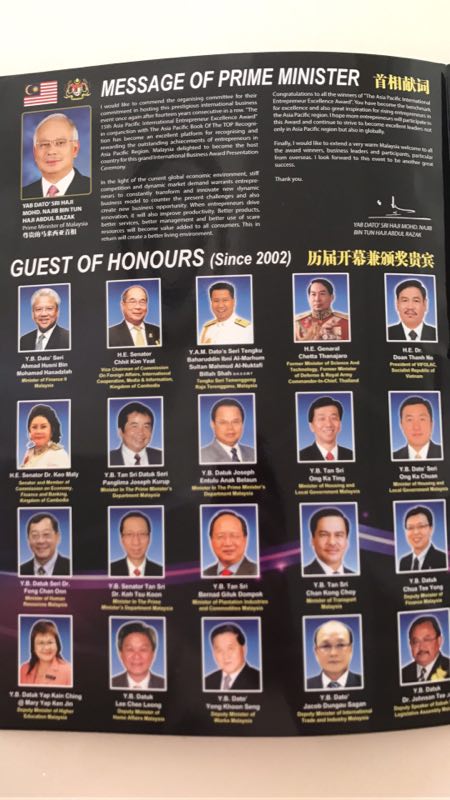 MESSAGE OF PRIME MINISTER 首相献词
YAB DATO' SRI HAJI
MOHD. NAJIB BIN TUN
HAJI ABDUL RAZAK
Prime Minister of Malaysia
尊贵的马来西亚首相
I would like to commend the organising committee for their
commitment in hosting this prestigious international business
event once again after fourteen years consecutive in a row. "The
15th Asia Pacific International Entrepreneur Excellence Award"
in conjunction with The Asia Pacific Book Of The TOP Recogni-
tion has become an excellent platform for recognising and
rewarding the outstanding achievements of entrepreneurs in
Asia Pacific Region. Malaysia delighted to become the host
country for this grand International Business Award Presentation
Ceremony.
In the light of the current global economic environment, stiff
competition and dynamic market demand warrants entrepre-
neurs to constantly transform and innovate new dynamic
business model to counter the present challenges and also
create new business opportunity. When entrepreneurs drive
innovation, it will also improve productivity. Better products,
better services, better management and better use of scare
resources will become value added to all consumers. This in
return will create a better living environment.
Congratulations to all the winners of "The Asia Pacific International
Entrepreneur Excellence Award". You have become the benchmark
for excellence and also great inspiration for rising entrepreneurs in
the Asia Pacific region. I hope more entrepreneurs will participate in
this Award and continue to strive to become excellent leaders not
only in Asia Pacific region but also in globally.
Finally, I would like to extend a very warm Malaysia welcome to all
the award winners, business leaders and participants, particular
from overseas. I look forward to this event to be another great
success.
Thank you.
YAB DATO' SRI HAJI MOHD. NAJIB
BIN TUN HAJI ABDUL RAZAK
GUEST OF HONOURS (Since 2002) 历届开幕兼颁奖贵宾
Y.B. Dato' Seri
Ahmad Husni Bin
Mohamad Hanadzlah
Minister of Finance II
Malaysia
H.E. Senator
Chhit Kim Yeat
Vice Chairman of Commission
On Foreign Affairs, International
Cooperation, Media & Information,
Kingdom of Cambodia
Y.A.M. Dato's Seri Tengku
Baharuddin Ibni Al-Marhum
Sultan Mahmud Al-Muktafi
Billah Shah
Tengku Seri Temenggong
Raja Terengganu, Malaysia
H.E. General
Chetta Thanajaro
Former Minister of Science
And Technology, Former Minister
of Defense & Royal Army
Commander-in-Chief, Thailand
H.E. Dr.
Doan Thanh
President of
Socialist Republic of
Vietnam
H.E. Senator Dr. Keo Maly
Senator and Member of
Commission on Economy,
Finance and Banking,
Kingdom of Cambodia
Y.B. Tan Sri Datuk Seri
Panglima Joseph Kurup
Minister in The Prime Minister's
Department Malaysia
Y.B. Datuk Joseph
Entulu Anak Belaun
Minister in The Prime Minister's
Department Malaysia
Y.B. Tan Sri
Ong Ka Ting
Minister of Housing and
Local Government Malaysia
Y.B. Dato' Seri
Ong Ka Chuan
Minister of Housing and
Local Government Malaysia
Y.B. Datuk Seri Dr.
Fong Chan Onn
Minister of Human
Resources Malaysia
Y.B. Senator Tan Sri
Dr. Koh Tsu Koon
Minister in The Prime
Minister's Department Malaysia
Y.B. Tan Sri
Bernad Giluk Dompok
Minister of Plantation Industries
and Commodities Malaysia
Y.B. Tan Sri
Chan Kong Choy
Minister of Transport
Malaysia
Y.B. Datuk
Chua Tee Yong
Deputy Minister of
Finance Malaysia
Y.B. Datuk Yap Kain Ching
@ Mary Yap Ken Jin
Deputy Minister of Higher
Education Malaysia
Y.B. Datuk
Lee Chee Leong
Deputy Minister of
Home Affairs Malaysia
Y.B. Dato'
Yong Khoon Seng
Deputy Minister of
Works Malaysia
Y.B. Dato'
Jacob Dungau Sagan
Deputy Minister of International
Trade and Industry Malaysia
Y.B. Datuk
Dr. Johnson Tee J
Deputy Speaker of
Legislative Assembly